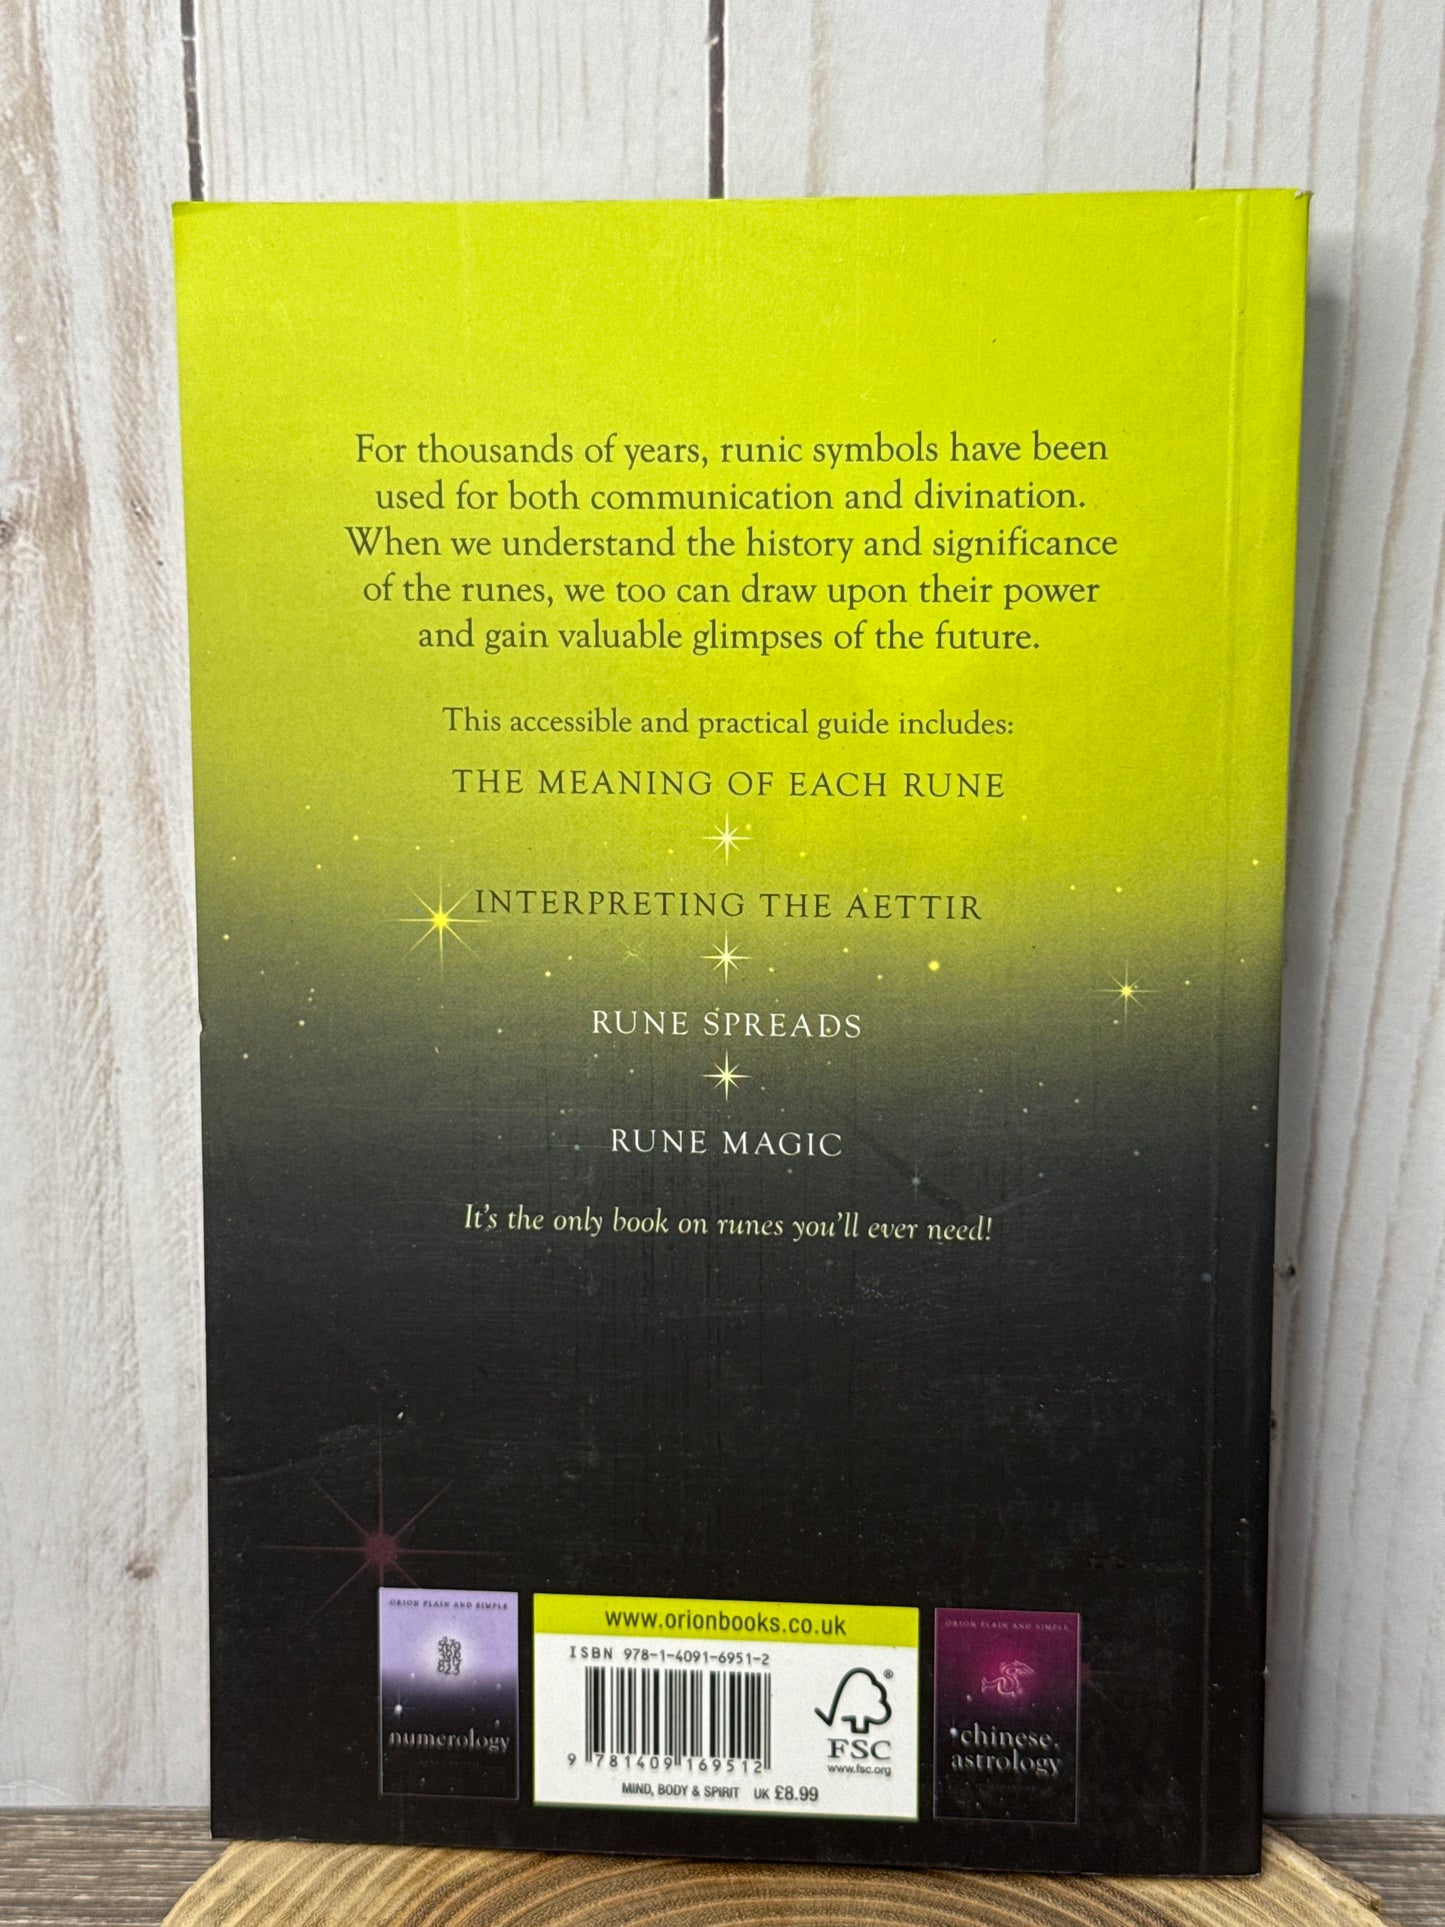 For thousands of years, runic symbols have been
used for both communication and divination.
When we understand the history and significance
of the runes, we too can draw upon their power
and gain valuable glimpses of the future.
This accessible and practical guide includes:
THE MEANING OF EACH RUNE
INTERPRETING THE AETTIR
RUNE SPREADS
RUNE MAGIC
It's the only book on runes you'll ever need!
ORION PLAIN AND SIMPLE
numerology
www.orionbooks.co.uk
ISBN 978-1-4091-6951-2
9 781409 169512
FSC
®
www.fsc.org
MIND, BODY & SPIRIT UK £8.99
ORION PLAIN AND SIMPLE
chinese
astrology